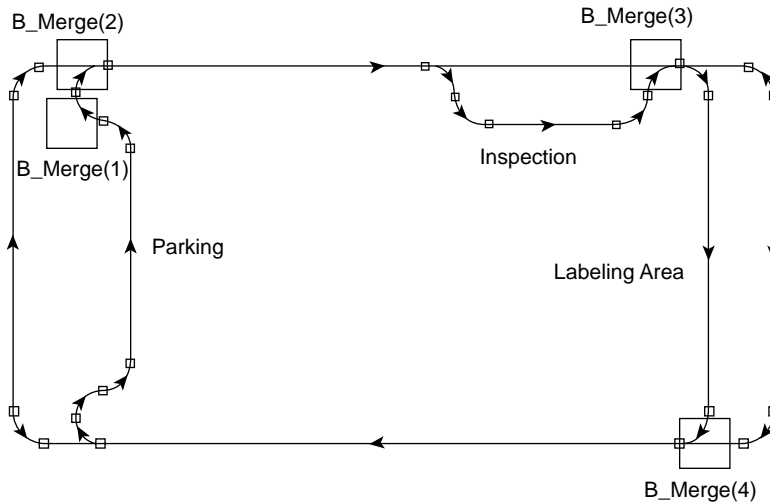 B_Merge(2)
B_Merge(3)
B_Merge(1)
Inspection
Parking
Labeling Area
B_Merge(4)